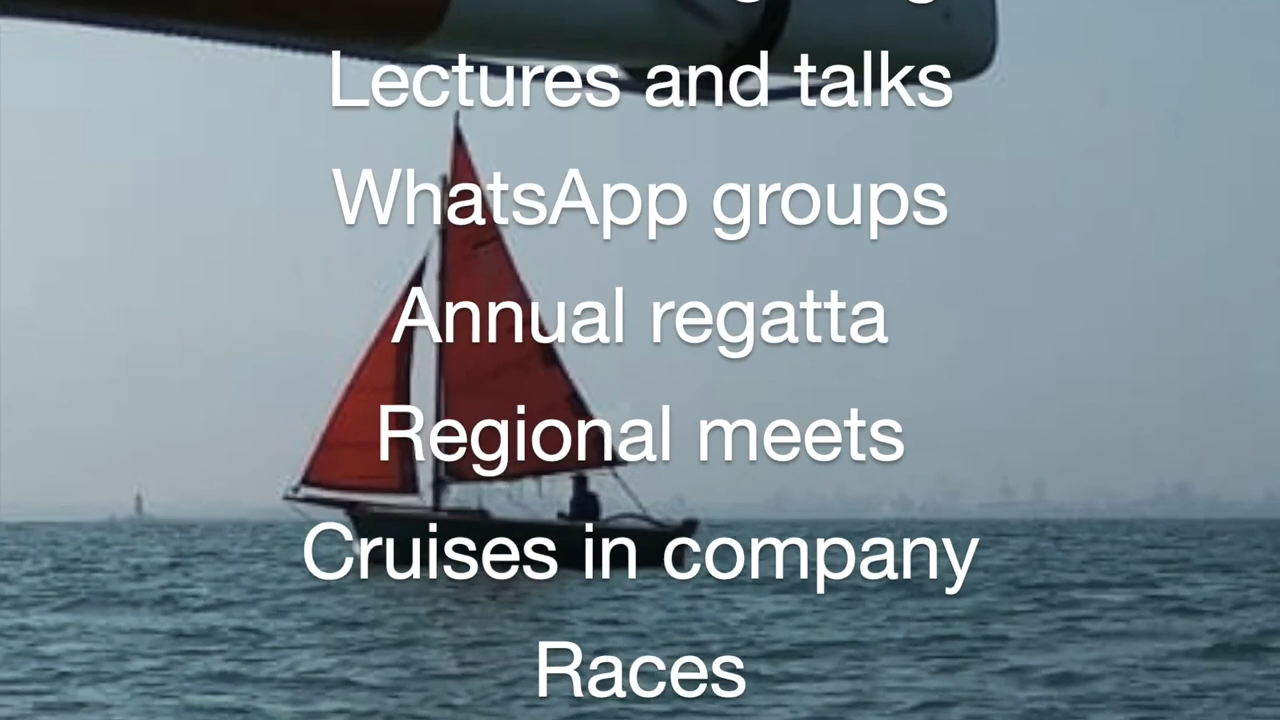 Lectures and talks
WhatsApp groups
Annual regatta
Regional meets
Cruises in company
Races